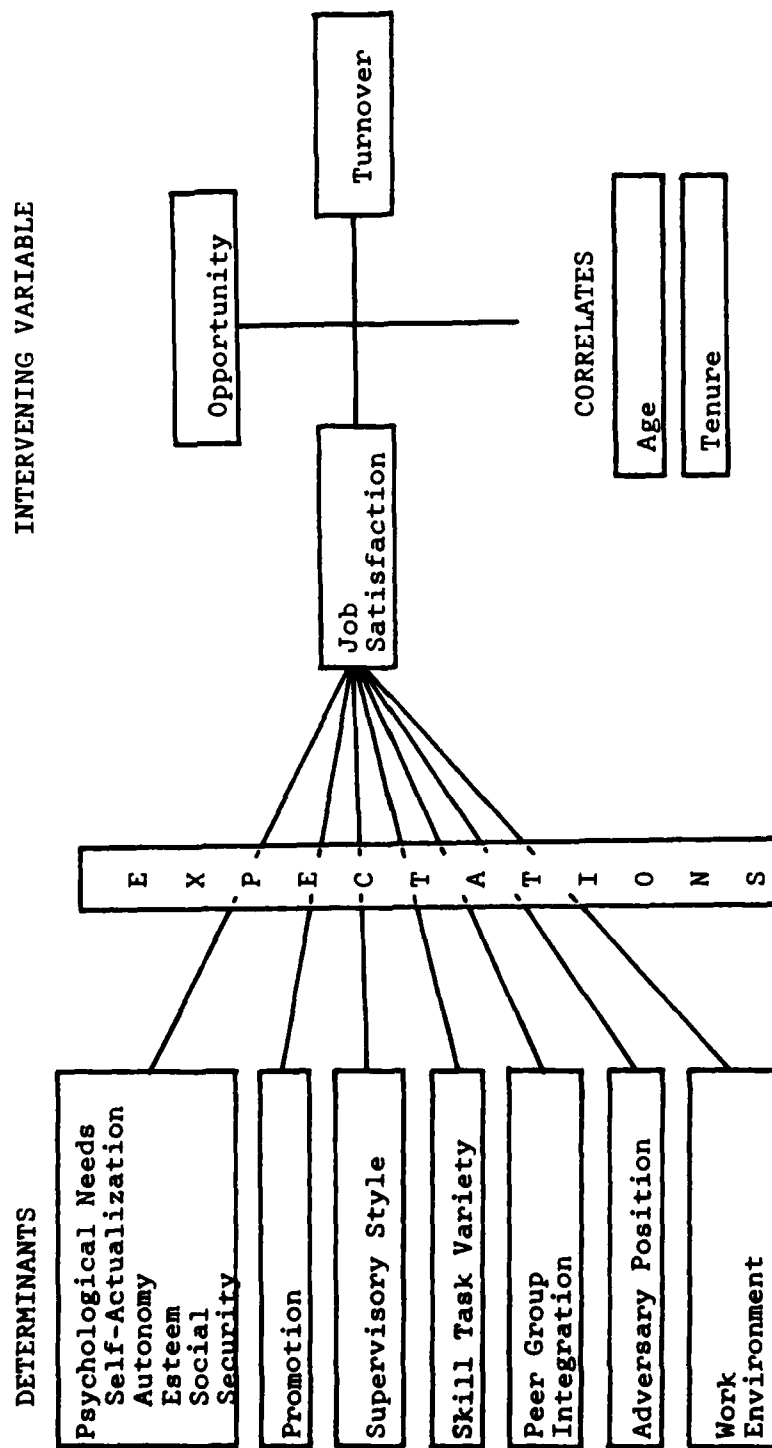 DETERMINANTS
Psychological Needs
Self-Actualization
Autonomy
Esteem
Social
Security
Promotion
Supervisory Style
Skill Task Variety
Peer Group
Integration
Adversary Position
Work
Environment
EXPECTATIONS
Job
Satisfaction
INTERVENING VARIABLE
Opportunity
Turnover
CORRELATES
Age
Tenure